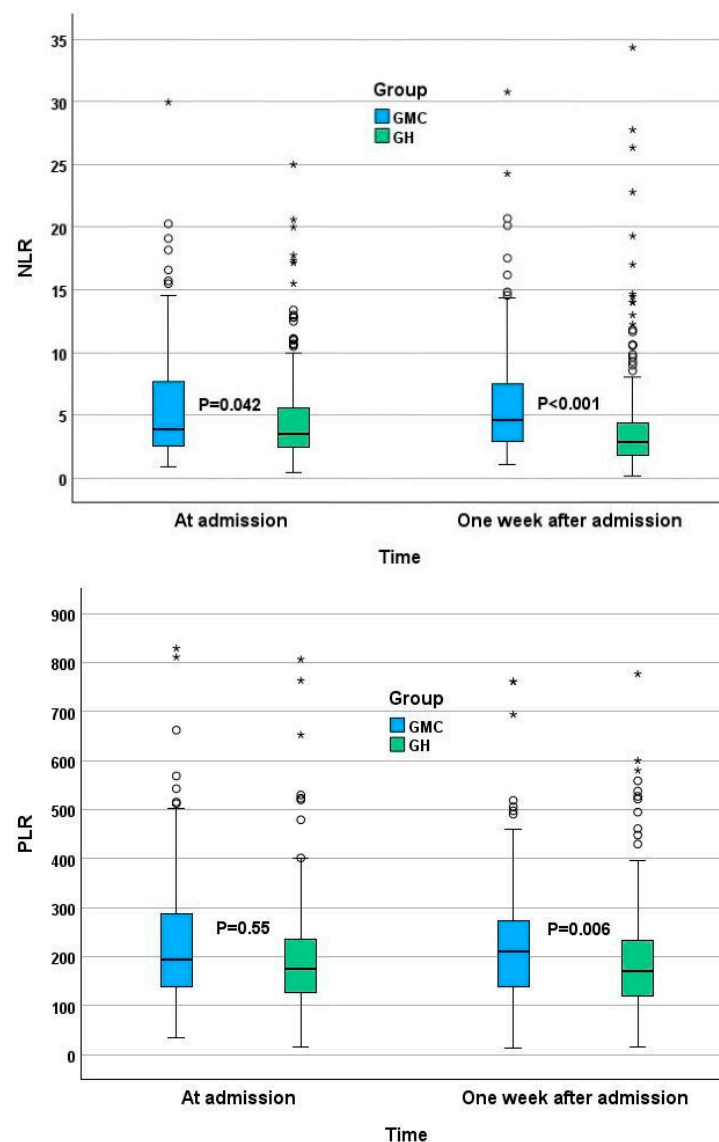 35
30
25
20
15
10
5
0
NLR
Group
GMC
GH
P=0.042
P<0.001
At admission
One week after admission
Time
900
800
700
600
500
400
300
200
100
0
PLR
Group
GMC
GH
P=0.55
P=0.006
At admission
One week after admission
Time